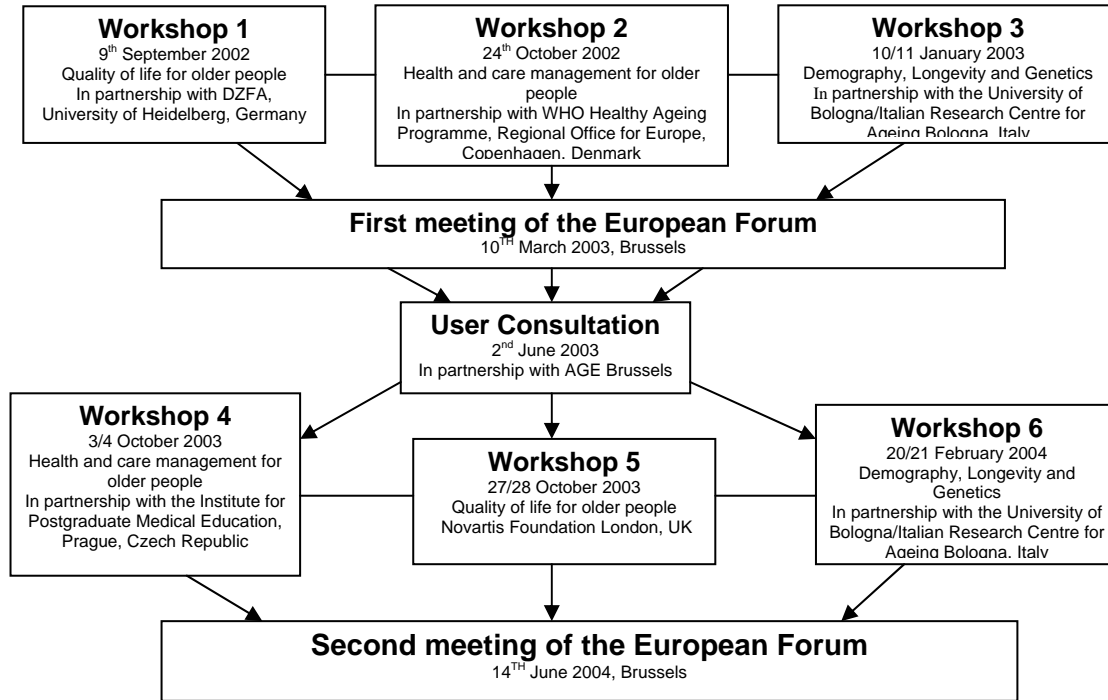 Workshop 1
9th September 2002
Quality of life for older people
In partnership with DZFA,
University of Heidelberg, Germany
Workshop 2
24th October 2002
Health and care management for older
people
In partnership with WHO Healthy Ageing
Programme, Regional Office for Europe,
Copenhagen, Denmark
Workshop 3
10/11 January 2003
Demography, Longevity and Genetics
In partnership with the University of
Bologna/Italian Research Centre for
Ageing Bologna, Italy
First meeting of the European Forum
10TH March 2003, Brussels
User Consultation
2nd June 2003
In partnership with AGE Brussels
Workshop 4
3/4 October 2003
Health and care management for
older people
In partnership with the Institute for
Postgraduate Medical Education,
Prague, Czech Republic
Workshop 5
27/28 October 2003
Quality of life for older people
Novartis Foundation London, UK
Workshop 6
20/21 February 2004
Demography, Longevity and
Genetics
In partnership with the University of
Bologna/Italian Research Centre for
Ageing Bologna, Italy
Second meeting of the European Forum
14TH June 2004, Brussels